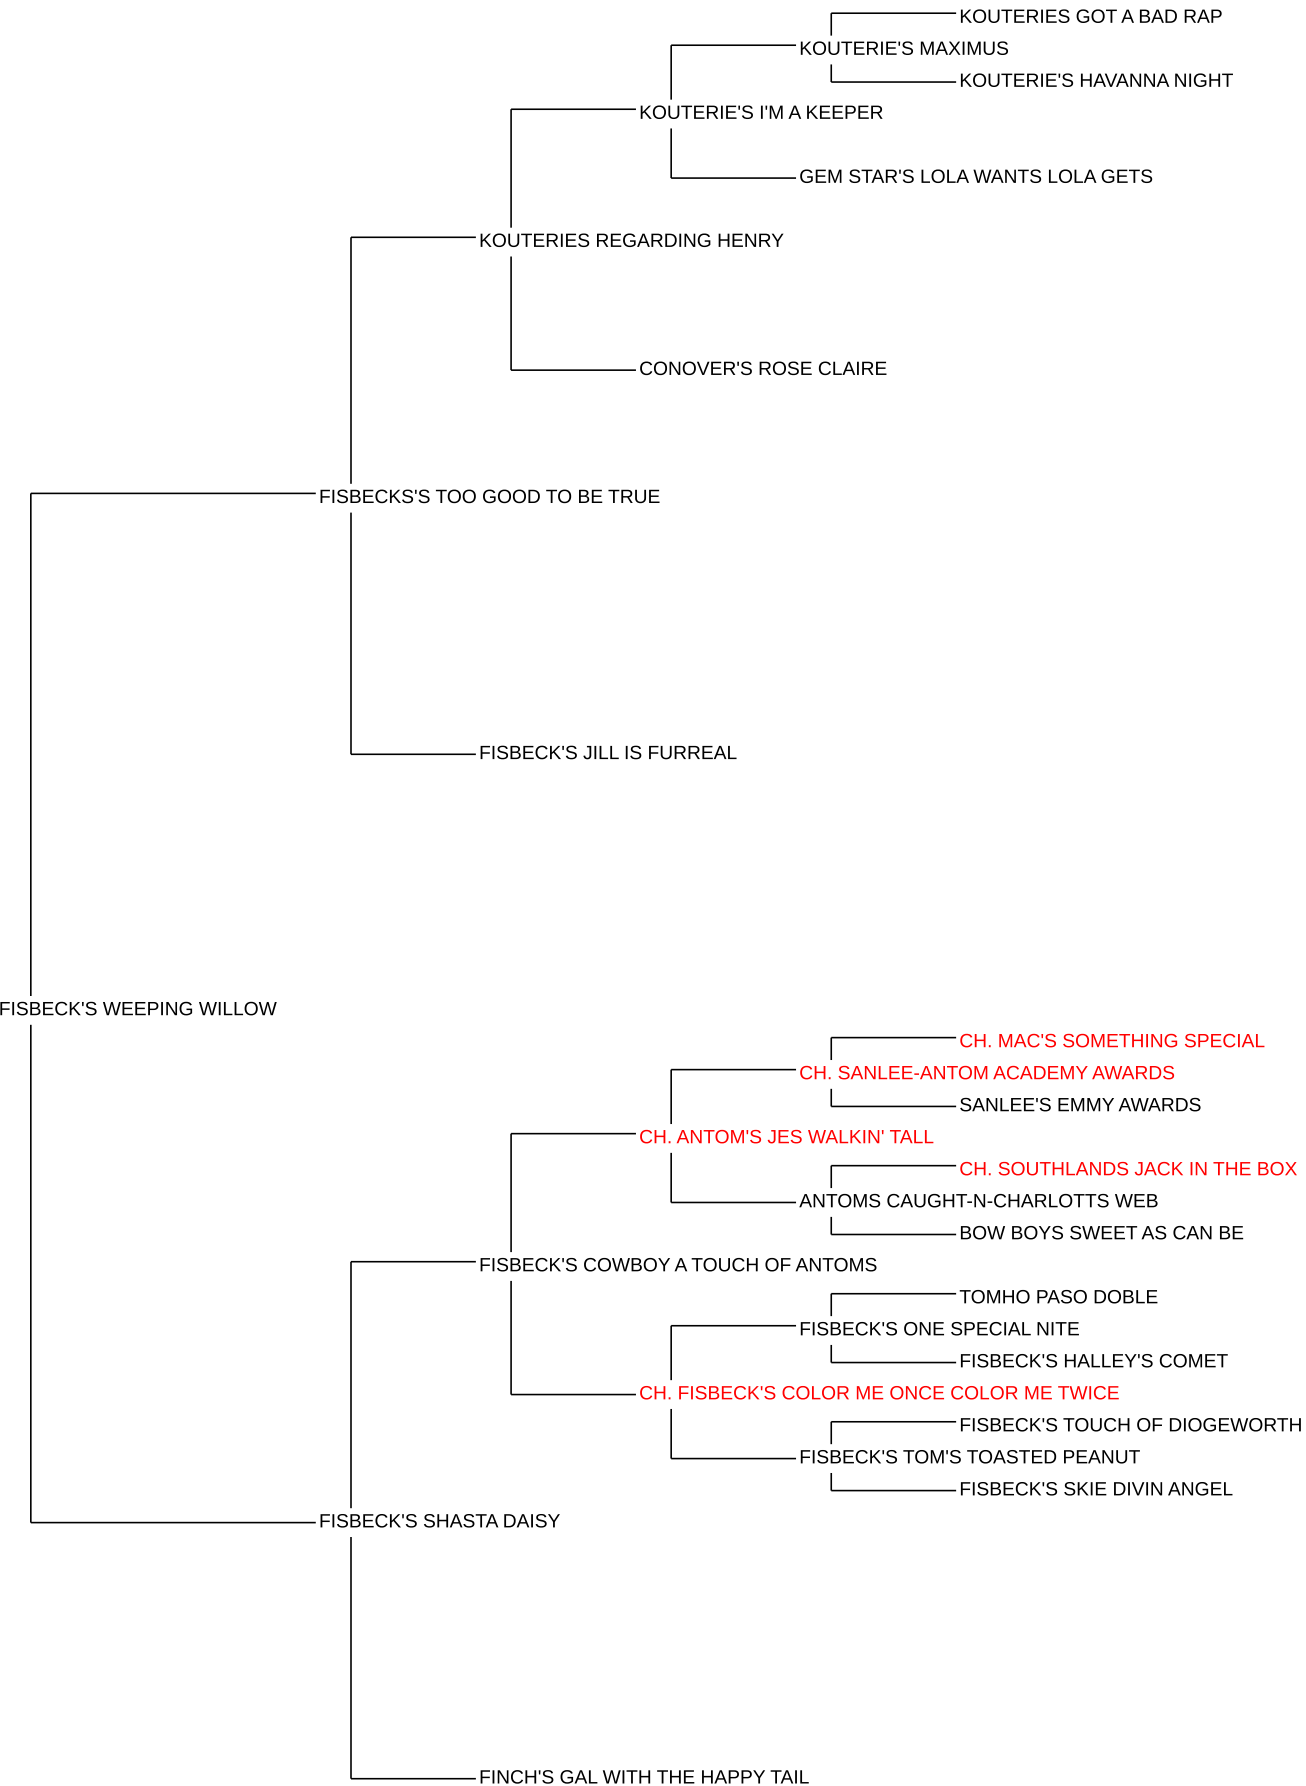 KOUTERIES GOT A BAD RAP
KOUTERIE'S MAXIMUS
KOUTERIE'S HAVANNA NIGHT
KOUTERIE'S I'M A KEEPER
GEM STAR'S LOLA WANTS LOLA GETS
KOUTERIES REGARDING HENRY
CONOVER'S ROSE CLAIRE
FISBECKS'S TOO GOOD TO BE TRUE
FISBECK'S JILL IS FURREAL
FISBECK'S WEEPING WILLOW
CH. MAC'S SOMETHING SPECIAL
CH. SANLEE-ANTOM ACADEMY AWARDS
SANLEE'S EMMY AWARDS
CH. ANTOM'S JES WALKIN' TALL
CH. SOUTHLANDS JACK IN THE BOX
ANTOMS CAUGHT-N-CHARLOTTS WEB
BOW BOYS SWEET AS CAN BE
FISBECK'S COWBOY A TOUCH OF ANTOMS
TOMHO PASO DOBLE
FISBECK'S ONE SPECIAL NITE
FISBECK'S HALLEY'S COMET
CH. FISBECK'S COLOR ME ONCE COLOR ME TWICE
FISBECK'S TOUCH OF DIOGEWORTH
FISBECK'S TOM'S TOASTED PEANUT
FISBECK'S SKIE DIVIN ANGEL
FISBECK'S SHASTA DAISY
FINCH'S GAL WITH THE HAPPY TAIL